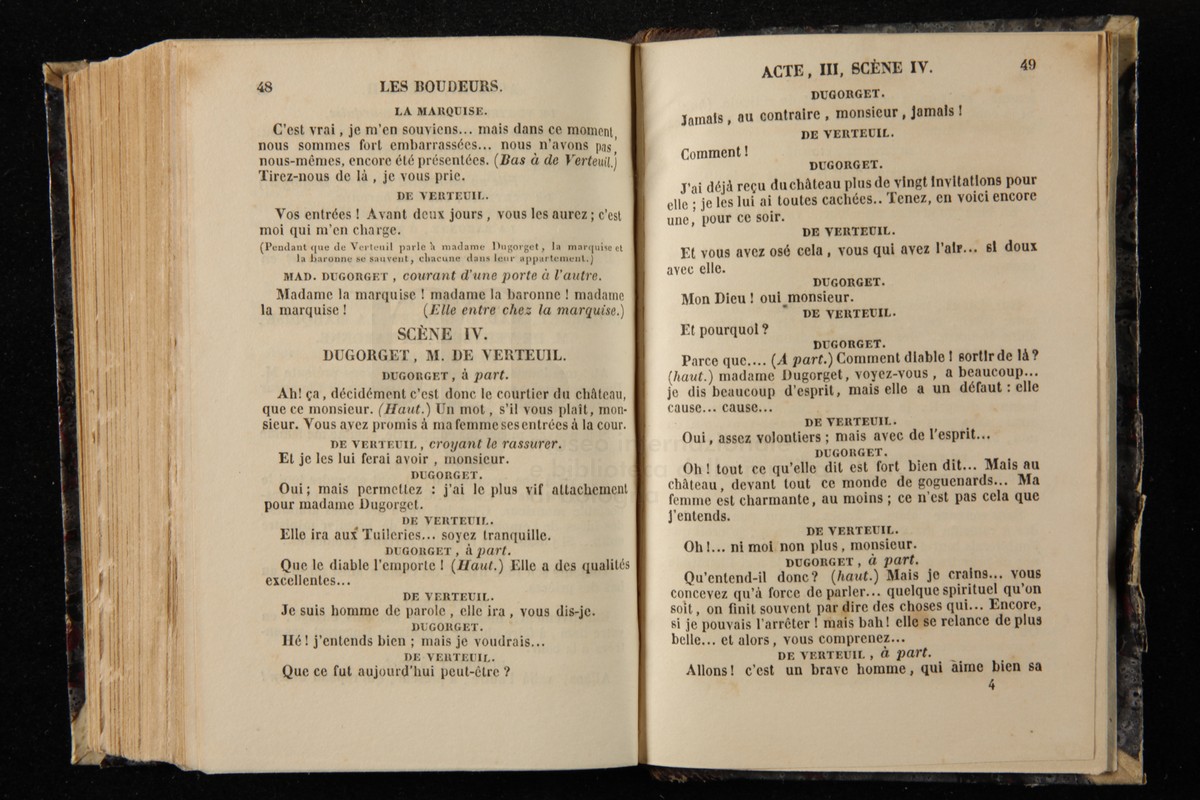 48 LES BOUDEURS.
LA MARQUISE.
C'est vrai, je m'en souviens... mais dans ce moment,
nous sommes fort embarrassées... nous n'avons pas,
nous-mêmes, encore été présentées. (Bas à de Verteuil.)
Tirez-nous de là, je vous prie.
DE VERTEUIL.
Vos entrées ! Avant deux jours, vous les aurez ; c'est
moi qui m'en charge.
(Pendant que de Verteuil parle à madame Dugorget, la marquise et
la baronne se sauvent, chacune dans leur appartement.)
MAD. DUGORGET, courant d'une porte à l'autre.
Madame la marquise ! madame la baronne ! madame
la marquise ! (Elle entre chez la marquise.)
SCÈNE IV.
DUGORGET, M. DE VERTEUIL.
DUGORGET, à part.
Ah! ça, décidément c'est donc le courtier du château,
que ce monsieur. (Haut.) Un mot, s'il vous plaît, mon-
sieur. Vous avez promis à ma femme ses entrées à la cour.
DE VERTEUIL, croyant le rassurer.
Et je les lui ferai avoir, monsieur.
DUGORGET.
Oui ; mais permettez : j'ai le plus vif attachement
pour madame Dugorget.
DE VERTEUIL.
Elle ira aux Tuileries... soyez tranquille.
DUGORGET, à part.
Que le diable l'emporte ! (Haut.) Elle a des qualités
excellentes...
DE VERTEUIL.
Je suis homme de parole, elle ira, vous dis-je.
DUGORGET.
Hé ! j'entends bien ; mais je voudrais...
DE VERTEUIL.
Que ce fut aujourd'hui peut-être ?
ACTE, III, SCÈNE IV. 49
DUGORGET.
Jamais, au contraire, monsieur, jamais !
DE VERTEUIL.
Comment !
DUGORGET.
J'ai déjà reçu du château plus de vingt invitations pour
elle ; je les lui ai toutes cachées.. Tenez, en voici encore
une, pour ce soir.
DE VERTEUIL.
Et vous avez osé cela, vous qui avez l'air... si doux
avec elle.
DUGORGET.
Mon Dieu ! oui monsieur.
DE VERTEUIL.
Et pourquoi ?
DUGORGET.
Parce que.... (A part.) Comment diable ! sortir de là ?
(haut.) madame Dugorget, voyez-vous, a beaucoup...
je dis beaucoup d'esprit, mais elle a un défaut : elle
cause... cause...
DE VERTEUIL.
Oui, assez volontiers ; mais avec de l'esprit...
DUGORGET.
Oh ! tout ce qu'elle dit est fort bien dit... Mais au
château, devant tout ce monde de goguenards... Ma
femme est charmante, au moins ; ce n'est pas cela que
j'entends.
DE VERTEUIL.
Oh !... ni moi non plus, monsieur.
DUGORGET, à part.
Qu'entend-il donc ? (haut.) Mais je crains... vous
concevez qu'à force de parler... quelque spirituel qu'on
soit, on finit souvent par dire des choses qui... Encore,
si je pouvais l'arrêter ! mais bah ! elle se relance de plus
belle... et alors, vous comprenez...
DE VERTEUIL, à part.
Allons ! c'est un brave homme, qui aime bien sa
4